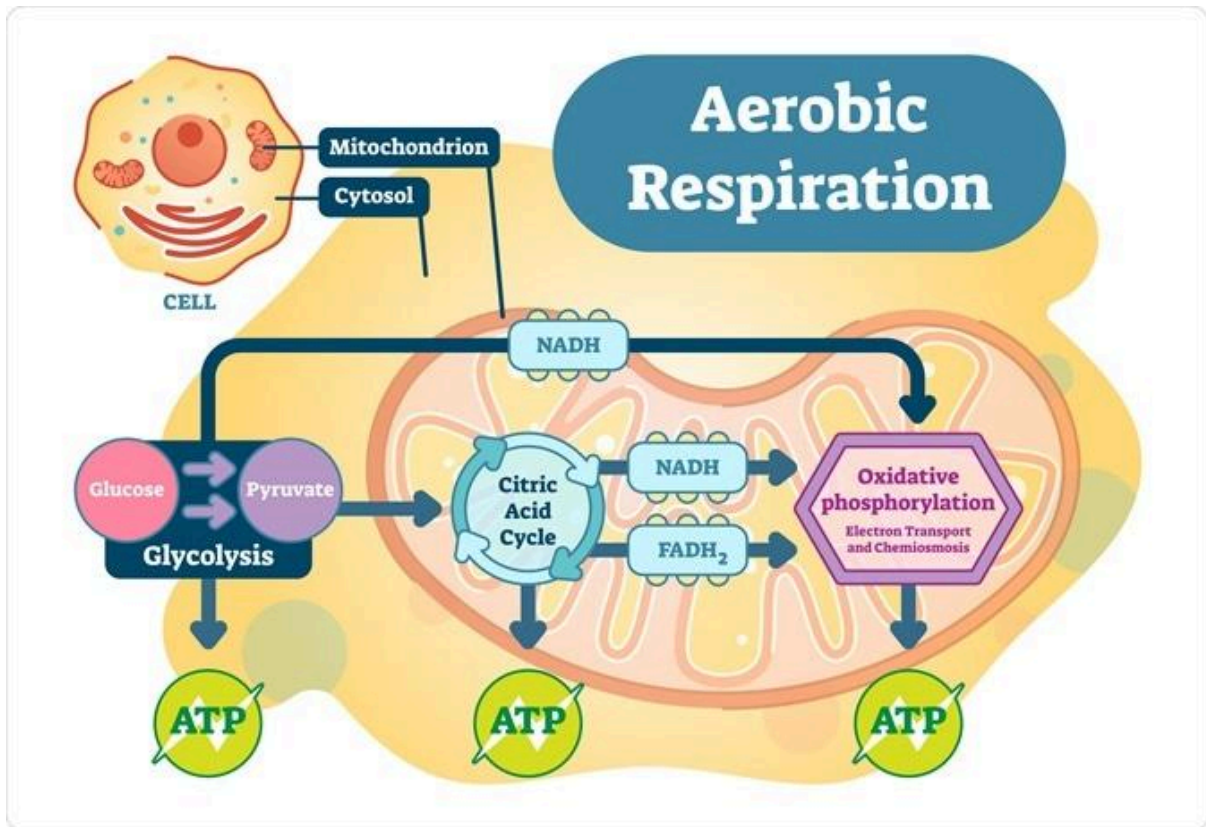 Aerobic
Respiration
Mitochondrion
Cytosol
CELL
NADH
Glucose
Pyruvate
Glycolysis
Citric
Acid
Cycle
NADH
FADH₂
Oxidative
phosphorylation
Electron Transport
and Chemiosmosis
ATP
ATP
ATP